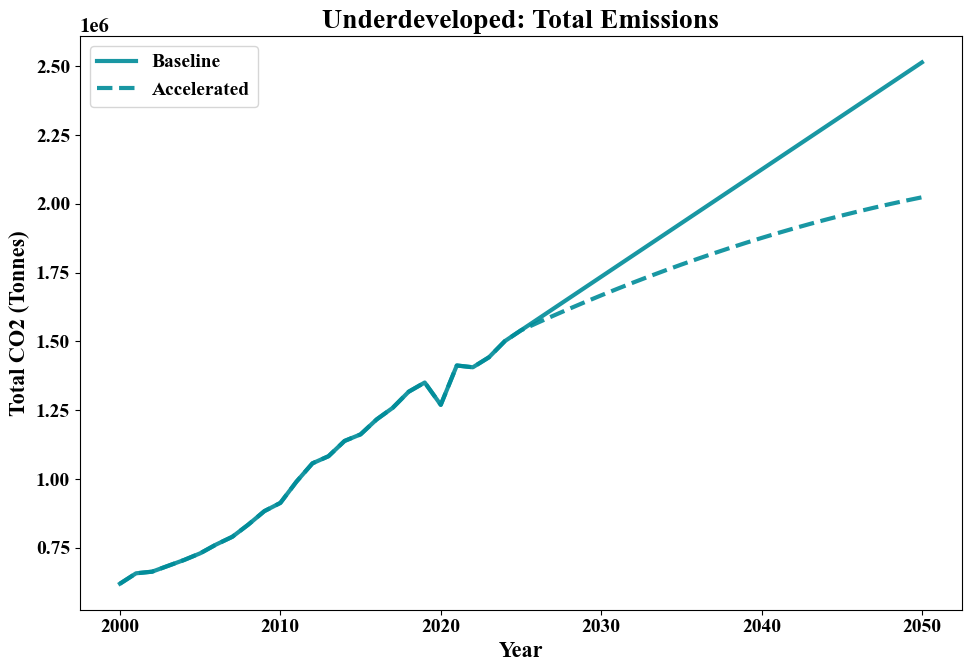 Underdeveloped: Total Emissions
1e6
Baseline
Accelerated
2.50
2.25
2.00
1.75
1.50
1.25
1.00
0.75
Total CO2 (Tonnes)
2000 2010 2020 2030 2040 2050
Year